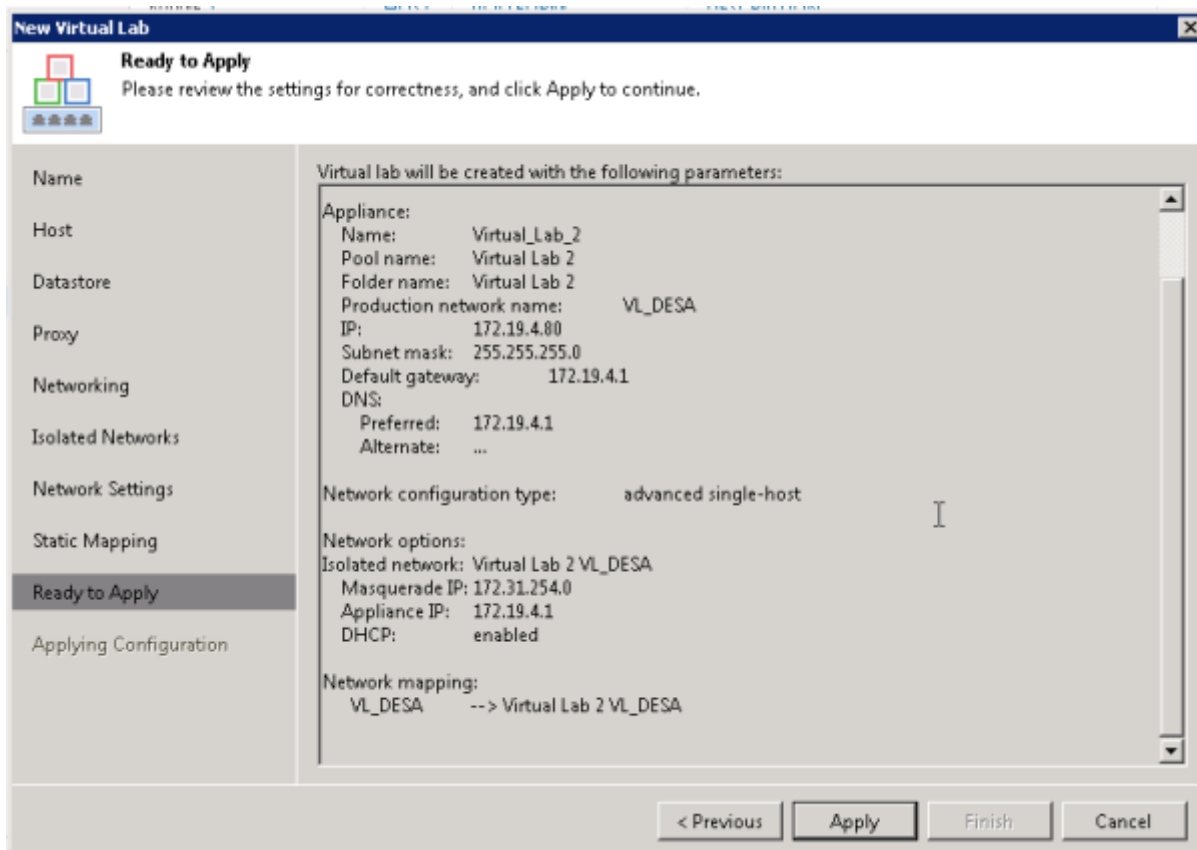 New Virtual Lab
Ready to Apply
Please review the settings for correctness, and click Apply to continue.
Name
Host
Datastore
Proxy
Networking
Isolated Networks
Network Settings
Static Mapping
Ready to Apply
Applying Configuration
Virtual lab will be created with the following parameters:
Appliance:
Name: Virtual_Lab_2
Pool name: Virtual Lab 2
Folder name: Virtual Lab 2
Production network name: VL_DESA
IP: 172.19.4.80
Subnet mask: 255.255.255.0
Default gateway: 172.19.4.1
DNS:
Preferred: 172.19.4.1
Alternate: ...
Network configuration type: advanced single-host
Network options:
Isolated network: Virtual Lab 2 VL_DESA
Masquerade IP: 172.31.254.0
Appliance IP: 172.19.4.1
DHCP: enabled
Network mapping:
VL_DESA --> Virtual Lab 2 VL_DESA
< Previous Apply Finish Cancel